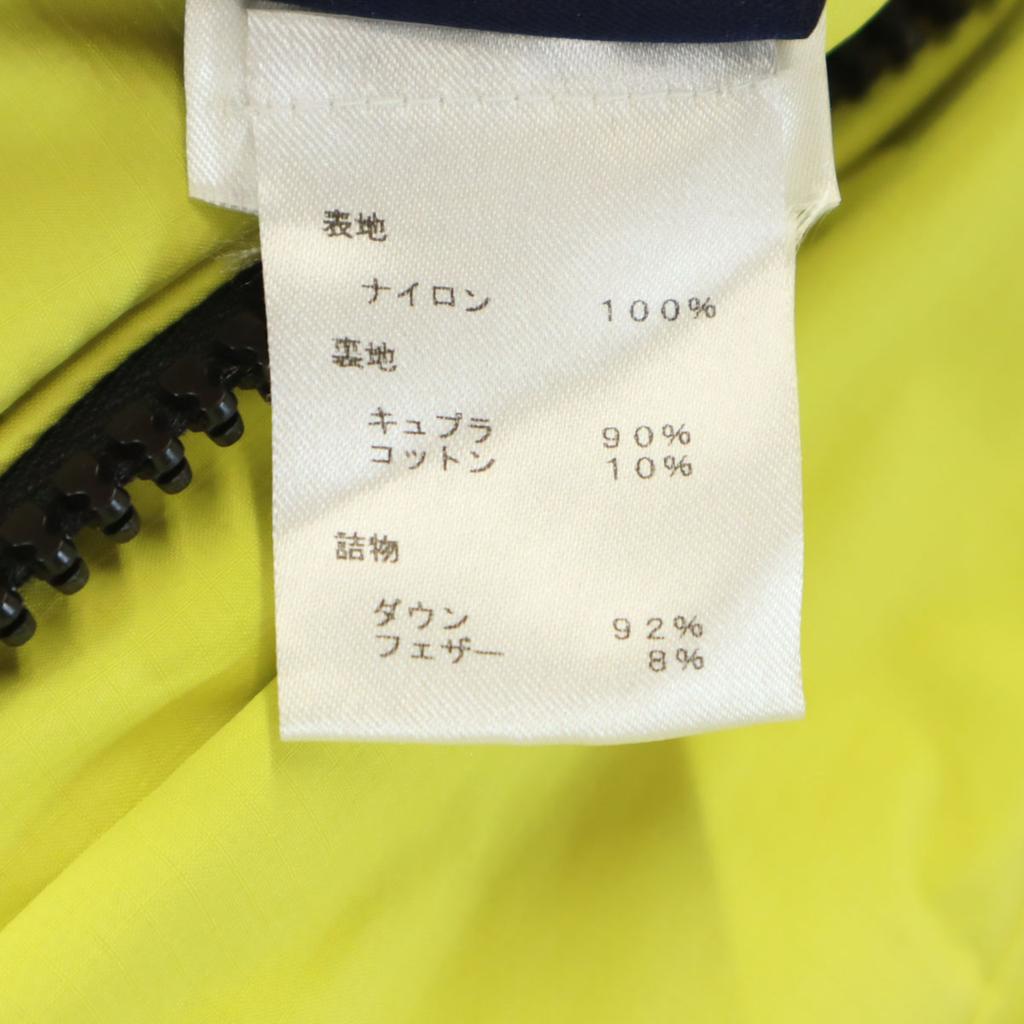 表地
ナイロン 100%
裏地
キュプラ 90%
コットン 10%
詰物
ダウン 92%
フェザー 8%